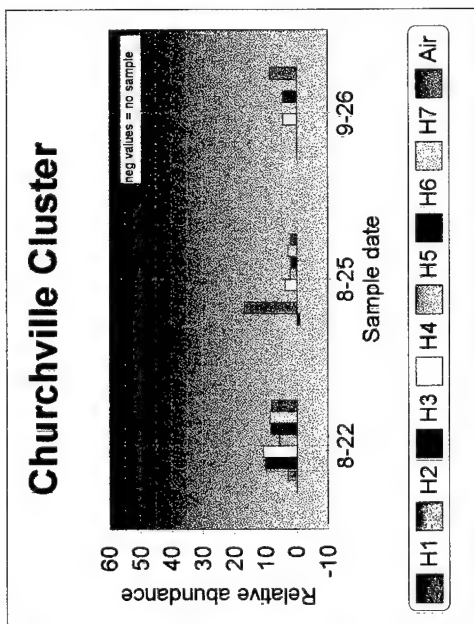 Churchville Cluster
neg values = no sample
Relative abundance
60
50
40
30
20
10
0
-10
8-22
8-25
9-26
Sample date
H1 H2 H3 H4 H5 H6 H7 Air